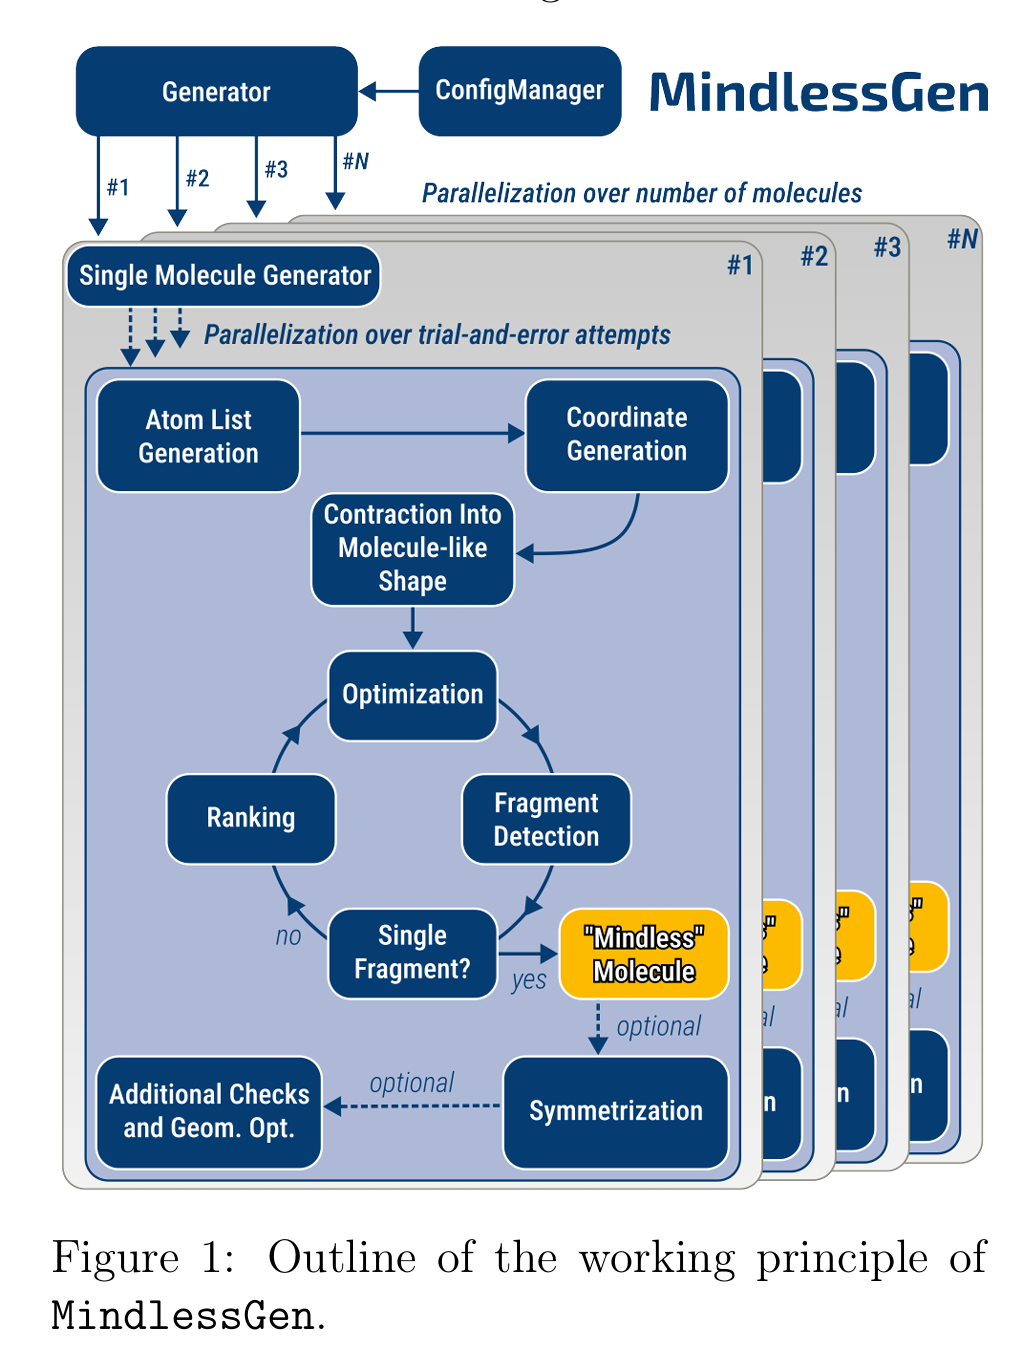 Generator
ConfigManager
MindlessGen
#1
#2
#3
#N
Parallelization over number of molecules
#1
#2
#3
#N
Single Molecule Generator
Parallelization over trial-and-error attempts
Atom List
Generation
Coordinate
Generation
Contraction Into
Molecule-like
Shape
Optimization
Ranking
Fragment
Detection
no
Single
Fragment?
yes
"Mindless"
Molecule
optional
optional
Additional Checks
and Geom. Opt.
Symmetrization
s"
e
al
n
s"
e
al
n
s"
e
al
n
Figure 1: Outline of the working principle of
MindlessGen.